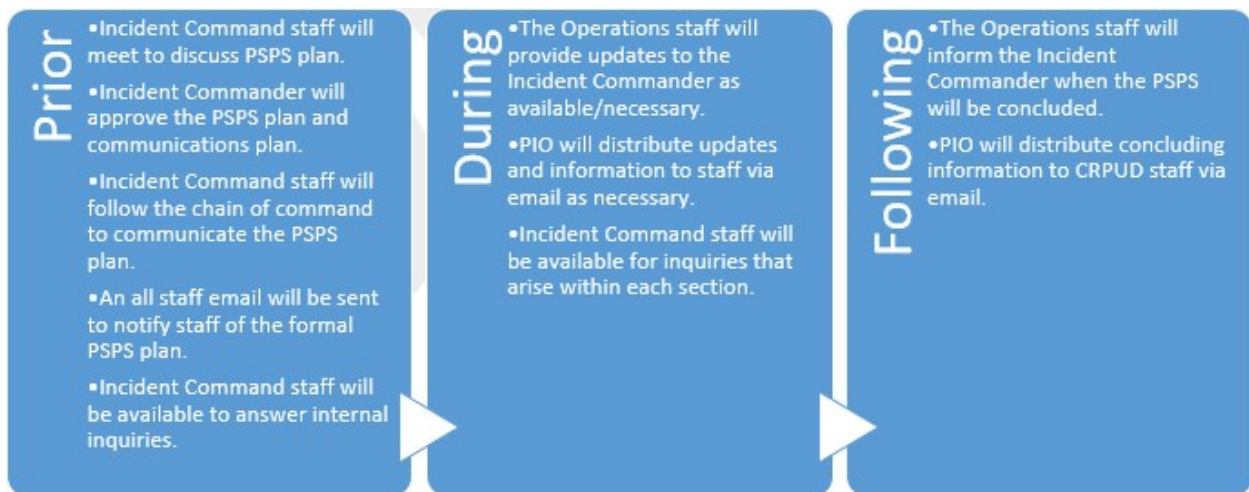 Prior
•Incident Command staff will
meet to discuss PSPS plan.
•Incident Commander will
approve the PSPS plan and
communications plan.
•Incident Command staff will
follow the chain of command
to communicate the PSPS
plan.
•An all staff email will be sent
to notify staff of the formal
PSPS plan.
•Incident Command staff will
be available to answer internal
inquiries.
During
•The Operations staff will
provide updates to the
Incident Commander as
available/necessary.
•PIO will distribute updates
and information to staff via
email as necessary.
•Incident Command staff will
be available for inquiries that
arise within each section.
Following
•The Operations staff will
inform the Incident
Commander when the PSPS
will be concluded.
•PIO will distribute concluding
information to CRPUD staff via
email.